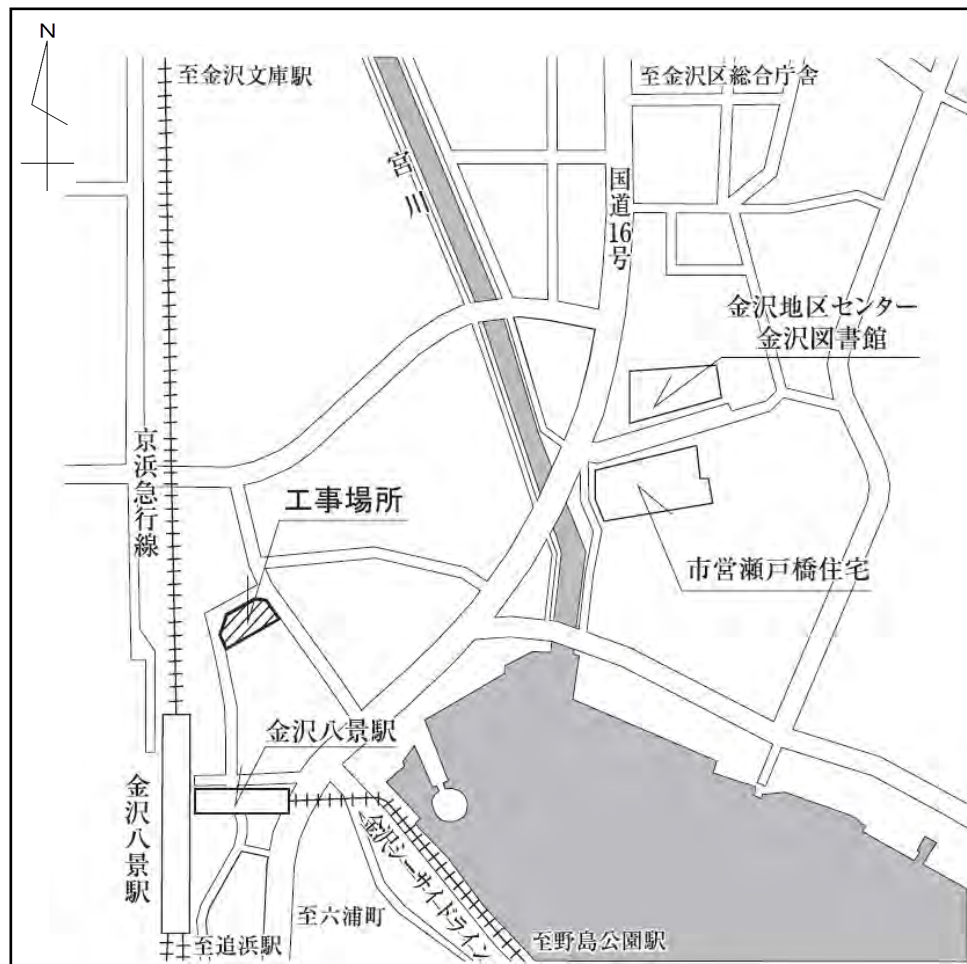 N
至金沢文庫駅
至金沢区総合庁舎
宮川
国道16号
金沢地区センター
金沢図書館
京浜急行線
工事場所
市営瀬戸橋住宅
金沢八景駅
金沢八景駅
金沢シーサイドライン
至六浦町
至追浜駅
至野島公園駅